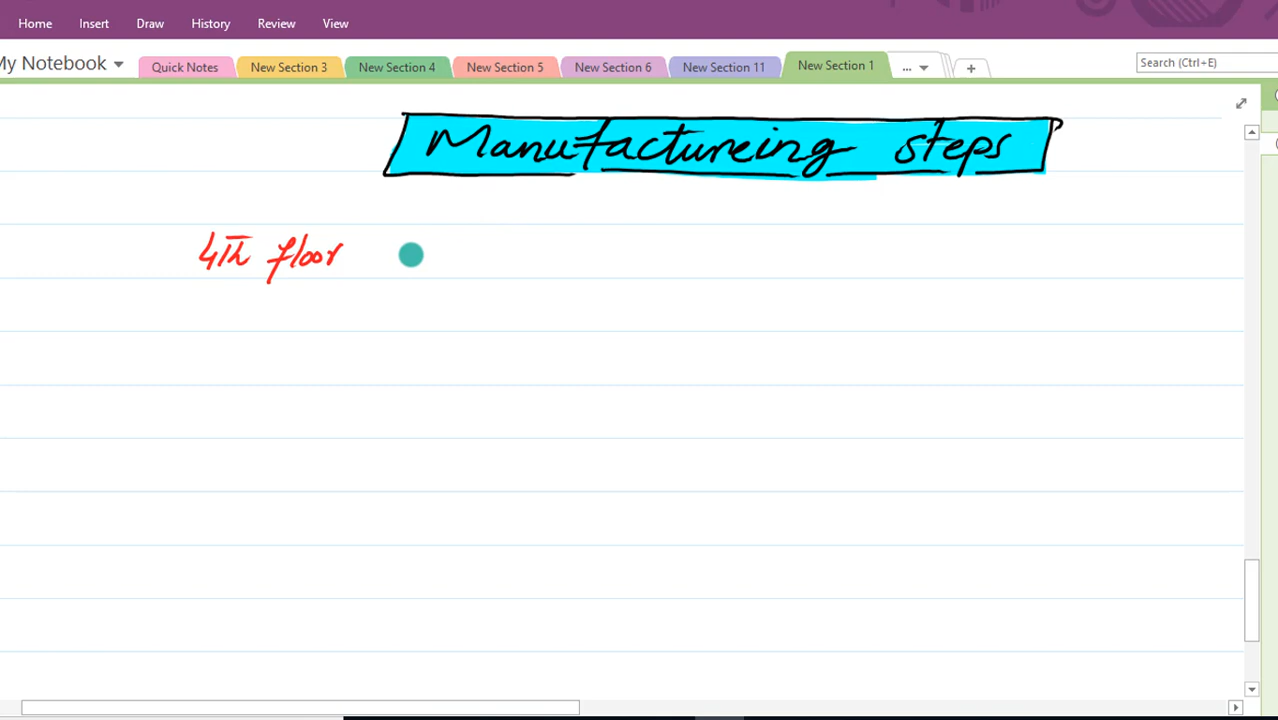 Home Insert Draw History Review View
My Notebook Quick Notes New Section 3 New Section 4 New Section 5 New Section 6 New Section 11 New Section 1 ... + Search (Ctrl+E)
Manufactureing steps
4th floor